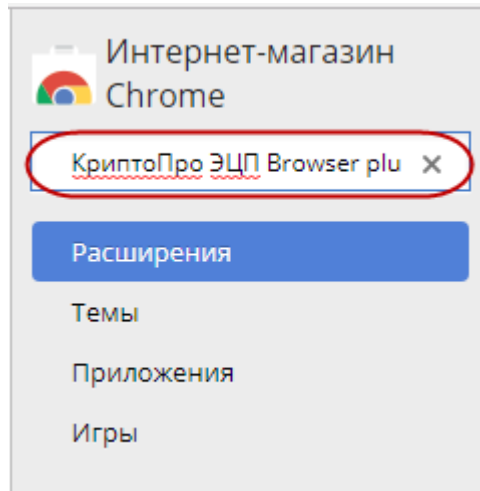 Интернет-магазин
Chrome
КриптоПро ЭЦП Browser plu
Расширения
Темы
Приложения
Игры